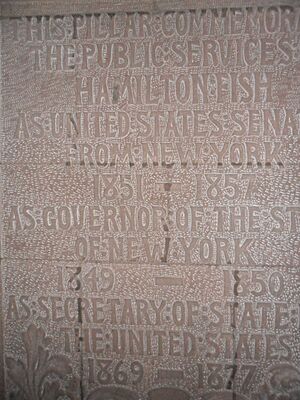 THIS PILLAR COMMEMOR
THE PUBLIC SERVICES
HAMILTON FISH
AS UNITED STATES SENA
FROM NEW YORK
1851 - 1857
AS GOVERNOR OF THE ST
OF NEW YORK
1849 — 1850
AS SECRETARY OF STATE
THE UNITED STATES
1869 - 1877